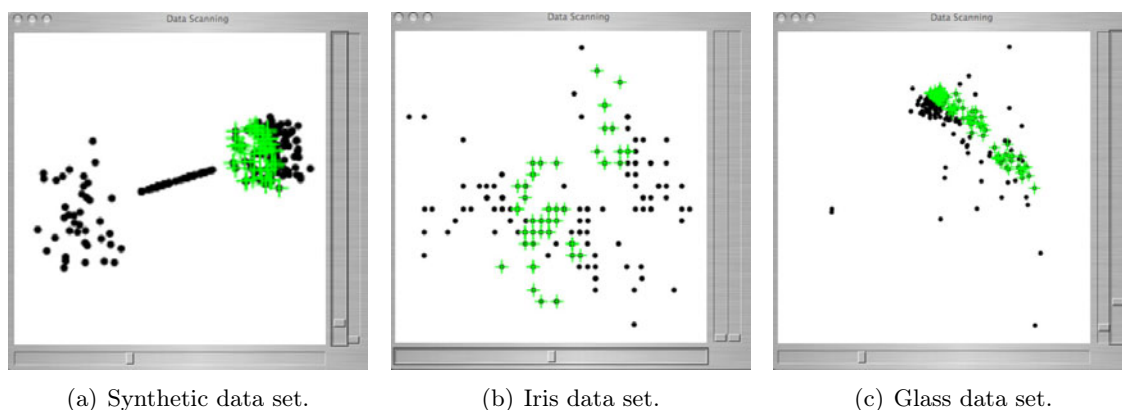 Data Scanning
Data Scanning
Data Scanning
(a) Synthetic data set.
(b) Iris data set.
(c) Glass data set.